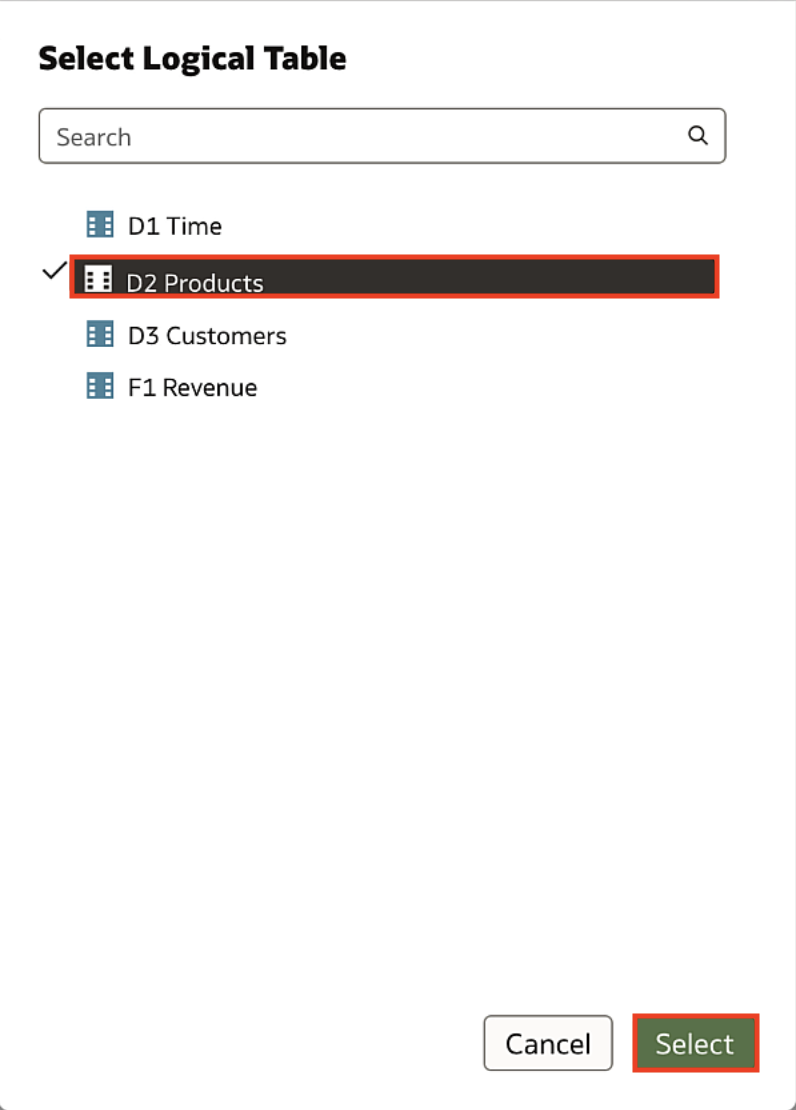 Select Logical Table
Search
D1 Time
D2 Products
D3 Customers
F1 Revenue
Cancel Select